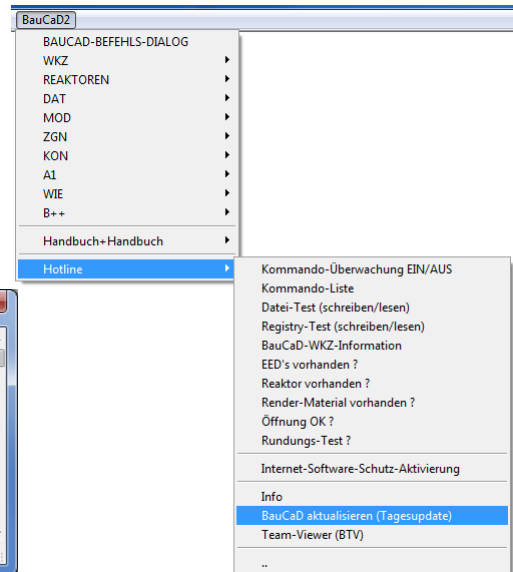 BauCaD2
BAUCAD-BEFEHLS-DIALOG
WKZ
REAKTOREN
DAT
MOD
ZGN
KON
A1
WIE
B++
Handbuch+Handbuch
Hotline
Kommando-Überwachung EIN/AUS
Kommando-Liste
Datei-Test (schreiben/lesen)
Registry-Test (schreiben/lesen)
BauCaD-WKZ-Information
EED's vorhanden ?
Reaktor vorhanden ?
Render-Material vorhanden ?
Öffnung OK ?
Rundungs-Test ?
Internet-Software-Schutz-Aktivierung
Info
BauCaD aktualisieren (Tagesupdate)
Team-Viewer (BTV)
..